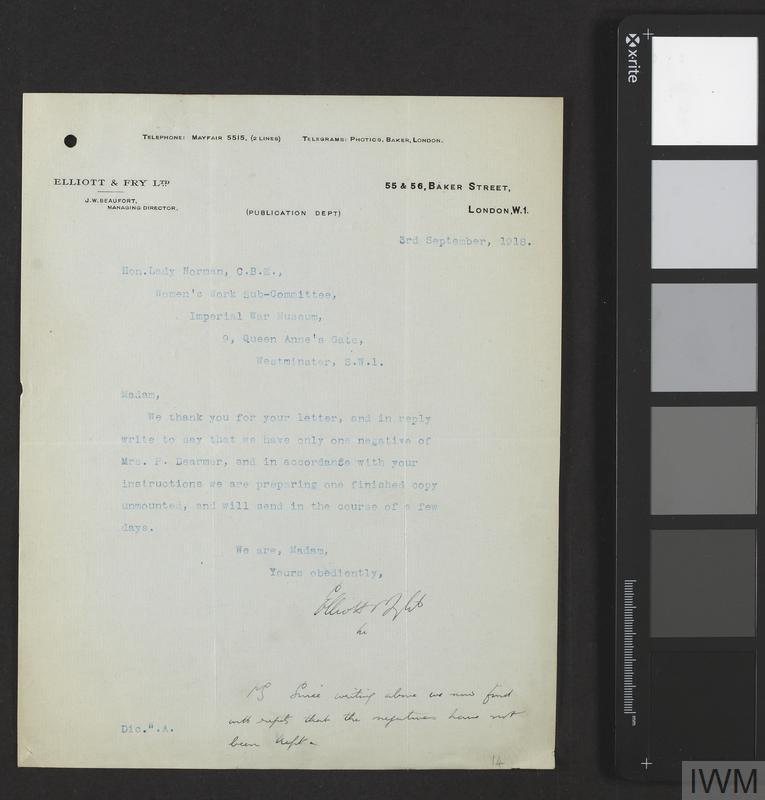 TELEPHONE: MAYFAIR 5515, (2 LINES) TELEGRAMS: PHOTICS, BAKER, LONDON.
ELLIOTT & FRY LTD
J.W. BEAUFORT,
MANAGING DIRECTOR.
(PUBLICATION DEPT)
55 & 56, BAKER STREET,
LONDON, W.1.
3rd September, 1918.
Hon. Lady Norman, C.B.E.,
Women's Work Sub-Committee,
Imperial War Museum,
9, Queen Anne's Gate,
Westminster, S.W.1.
Madam,
We thank you for your letter, and in reply
write to say that we have only one negative of
Mrs. P. Dearmer, and in accordance with your
instructions we are preparing one finished copy
unmounted, and will send in the course of a few
days.
We are, Madam,
Yours obediently,
Elliott & Fry Ltd
PS Since writing above we now find
with regret that the negatives have not
been kept.
Dic.".A.
14
x·rite
mm
IWM